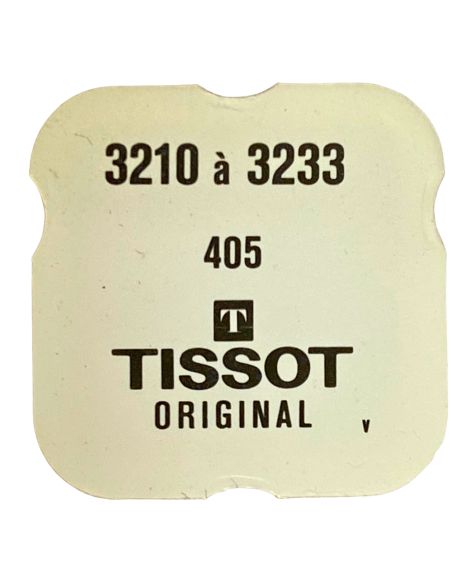 3210 à 3233
405
T
TISSOT
ORIGINAL
v